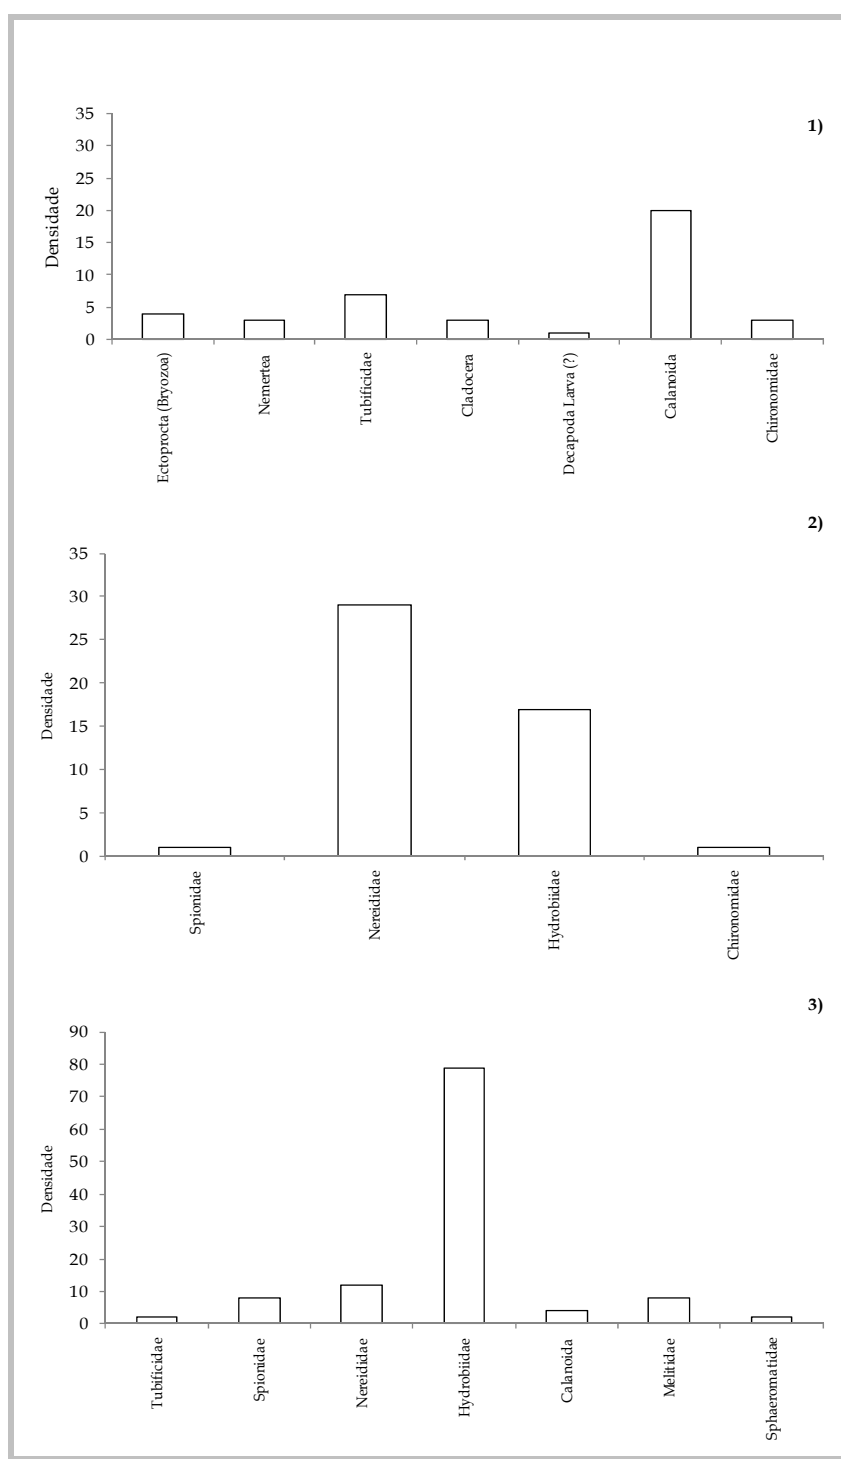 1)
35
30
25
20
15
10
5
0
Densidade
Ectoprocta (Bryozoa)
Nemertea
Tubificidae
Cladocera
Decapoda Larva (?)
Calanoida
Chironomidae
2)
35
30
25
20
15
10
5
0
Densidade
Spionidae
Nereididae
Hydrobiidae
Chironomidae
3)
90
80
70
60
50
40
30
20
10
0
Densidade
Tubificidae
Spionidae
Nereididae
Hydrobiidae
Calanoida
Melitidae
Sphaeromatidae